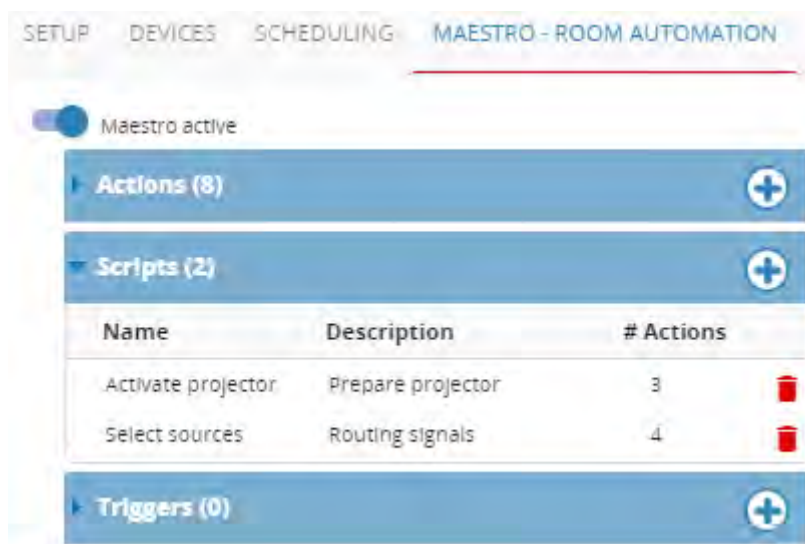 SETUP DEVICES SCHEDULING MAESTRO - ROOM AUTOMATION
Maestro active
Actions (8)
Scripts (2)
Name Description # Actions
Activate projector Prepare projector 3
Select sources Routing signals 4
Triggers (0)